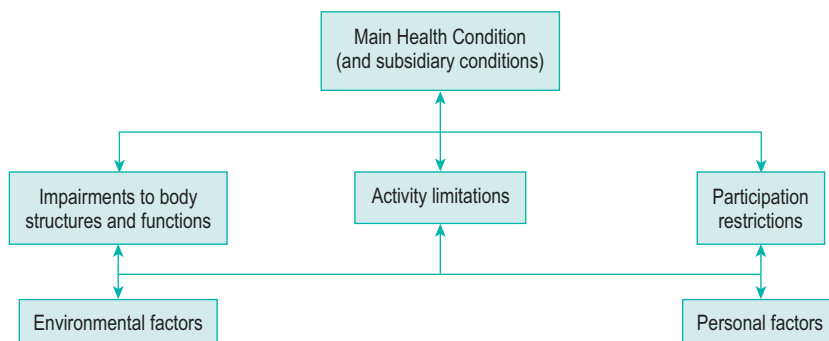 Main Health Condition
(and subsidiary conditions)
Impairments to body
structures and functions
Activity limitations
Participation
restrictions
Environmental factors
Personal factors